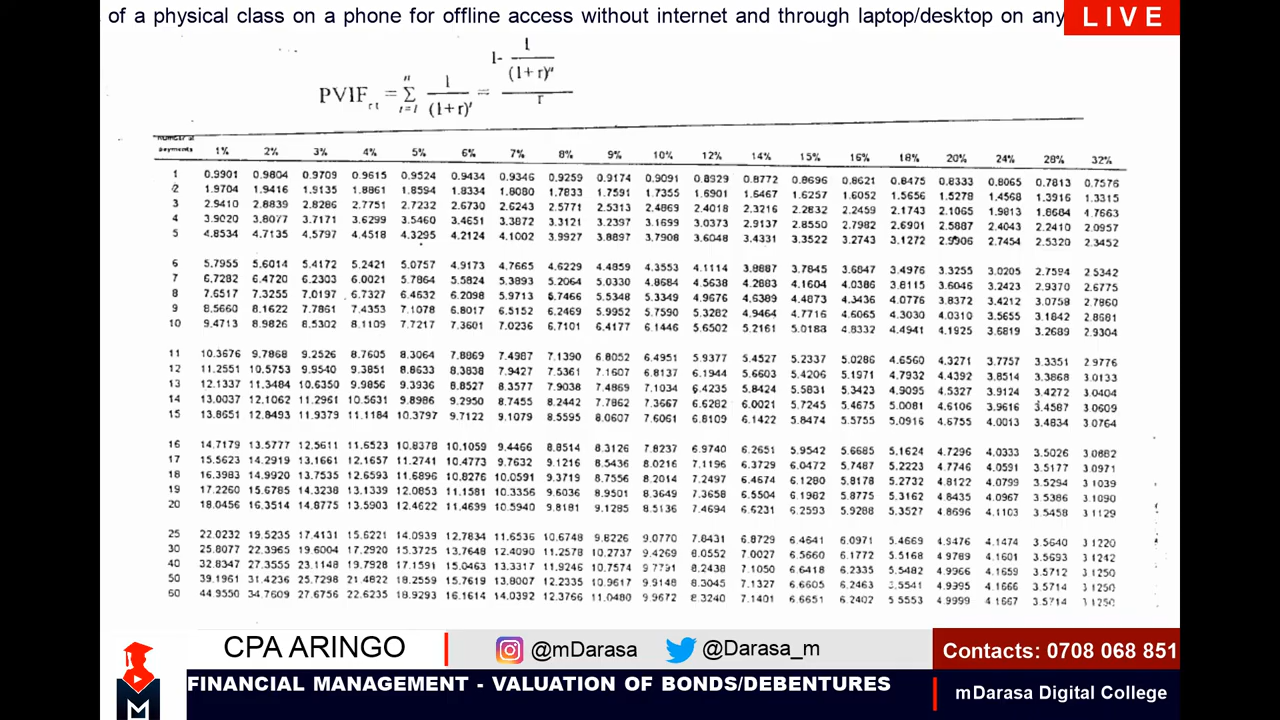 of a physical class on a phone for offline access without internet and through laptop/desktop on any
LIVE
PVIF r t = n Σ t=1 1 (1+r)^t = 1- 1 (1+r)^n r
payments 1% 2% 3% 4% 5% 6% 7% 8% 9% 10% 12% 14% 15% 16% 18% 20% 24% 28% 32%
1 0.9901 0.9804 0.9709 0.9615 0.9524 0.9434 0.9346 0.9259 0.9174 0.9091 0.8929 0.8772 0.8696 0.8621 0.8475 0.8333 0.8065 0.7813 0.7576
2 1.9704 1.9416 1.9135 1.8861 1.8594 1.8334 1.8080 1.7833 1.7591 1.7355 1.6901 1.6467 1.6257 1.6052 1.5656 1.5278 1.4568 1.3916 1.3315
3 2.9410 2.8839 2.8286 2.7751 2.7232 2.6730 2.6243 2.5771 2.5313 2.4869 2.4018 2.3216 2.2832 2.2459 2.1743 2.1065 1.9813 1.8684 1.7663
4 3.9020 3.8077 3.7171 3.6299 3.5460 3.4651 3.3872 3.3121 3.2397 3.1699 3.0373 2.9137 2.8550 2.7982 2.6901 2.5887 2.4043 2.2410 2.0957
5 4.8534 4.7135 4.5797 4.4518 4.3295 4.2124 4.1002 3.9927 3.8897 3.7908 3.6048 3.4331 3.3522 3.2743 3.1272 2.9906 2.7454 2.5320 2.3452
6 5.7955 5.6014 5.4172 5.2421 5.0757 4.9173 4.7665 4.6229 4.4859 4.3553 4.1114 3.8887 3.7845 3.6847 3.4976 3.3255 3.0205 2.7594 2.5342
7 6.7282 6.4720 6.2303 6.0021 5.7864 5.5824 5.3893 5.2064 5.0330 4.8684 4.5638 4.2883 4.1604 4.0386 3.8115 3.6046 3.2423 2.9370 2.6775
8 7.6517 7.3255 7.0197 6.7327 6.4632 6.2098 5.9713 5.7466 5.5348 5.3349 4.9676 4.6389 4.4873 4.3436 4.0776 3.8372 3.4212 3.0758 2.7860
9 8.5660 8.1622 7.7861 7.4353 7.1078 6.8017 6.5152 6.2469 5.9952 5.7590 5.3282 4.9464 4.7716 4.6065 4.3030 4.0310 3.5655 3.1842 2.8681
10 9.4713 8.9826 8.5302 8.1109 7.7217 7.3601 7.0236 6.7101 6.4177 6.1446 5.6502 5.2161 5.0188 4.8332 4.4941 4.1925 3.6819 3.2689 2.9304
11 10.3676 9.7868 9.2526 8.7605 8.3064 7.8869 7.4987 7.1390 6.8052 6.4951 5.9377 5.4527 5.2337 5.0286 4.6560 4.3271 3.7757 3.3351 2.9776
12 11.2551 10.5753 9.9540 9.3851 8.8633 8.3838 7.9427 7.5361 7.1607 6.8137 6.1944 5.6603 5.4206 5.1971 4.7932 4.4392 3.8514 3.3868 3.0133
13 12.1337 11.3484 10.6350 9.9856 9.3936 8.8527 8.3577 7.9038 7.4869 7.1034 6.4235 5.8424 5.5831 5.3423 4.9095 4.5327 3.9124 3.4272 3.0404
14 13.0037 12.1062 11.2961 10.5631 9.8986 9.2950 8.7455 8.2442 7.7862 7.3667 6.6282 6.0021 5.7245 5.4675 5.0081 4.6106 3.9616 3.4587 3.0609
15 13.8651 12.8493 11.9379 11.1184 10.3797 9.7122 9.1079 8.5595 8.0607 7.6061 6.8109 6.1422 5.8474 5.5755 5.0916 4.6755 4.0013 3.4834 3.0764
16 14.7179 13.5777 12.5611 11.6523 10.8378 10.1059 9.4466 8.8514 8.3126 7.8237 6.9740 6.2651 5.9542 5.6685 5.1624 4.7296 4.0333 3.5026 3.0882
17 15.5623 14.2919 13.1661 12.1657 11.2741 10.4773 9.7632 9.1216 8.5436 8.0216 7.1196 6.3729 6.0472 5.7487 5.2223 4.7746 4.0591 3.5177 3.0971
18 16.3983 14.9920 13.7535 12.6593 11.6896 10.8276 10.0591 9.3719 8.7556 8.2014 7.2497 6.4674 6.1280 5.8178 5.2732 4.8122 4.0799 3.5294 3.1039
19 17.2260 15.6785 14.3238 13.1339 12.0853 11.1581 10.3356 9.6036 8.9501 8.3649 7.3658 6.5504 6.1982 5.8775 5.3162 4.8435 4.0967 3.5386 3.1090
20 18.0456 16.3514 14.8775 13.5903 12.4622 11.4699 10.5940 9.8181 9.1285 8.5136 7.4694 6.6231 6.2593 5.9288 5.3527 4.8696 4.1103 3.5458 3.1129
25 22.0232 19.5235 17.4131 15.6221 14.0939 12.7834 11.6536 10.6748 9.8226 9.0770 7.8431 6.8729 6.4641 6.0971 5.4669 4.9476 4.1474 3.5640 3.1220
30 25.8077 22.3965 19.6004 17.2920 15.3725 13.7648 12.4090 11.2578 10.2737 9.4269 8.0552 7.0027 6.5660 6.1772 5.5168 4.9789 4.1601 3.5693 3.1242
40 32.8347 27.3555 23.1148 19.7928 17.1591 15.0463 13.3317 11.9246 10.7574 9.7791 8.2438 7.1050 6.6418 6.2335 5.5482 4.9966 4.1659 3.5712 3.1250
50 39.1961 31.4236 25.7298 21.4822 18.2559 15.7619 13.8007 12.2335 10.9617 9.9148 8.3045 7.1327 6.6605 6.2463 5.5541 4.9995 4.1666 3.5714 3.1250
60 44.9550 34.7609 27.6756 22.6235 18.9293 16.1614 14.0392 12.3766 11.0480 9.9672 8.3240 7.1401 6.6651 6.2402 5.5553 4.9999 4.1667 3.5714 3.1250
CPA ARINGO
@mDarasa
@Darasa_m
Contacts: 0708 068 851
FINANCIAL MANAGEMENT - VALUATION OF BONDS/DEBENTURES
mDarasa Digital College